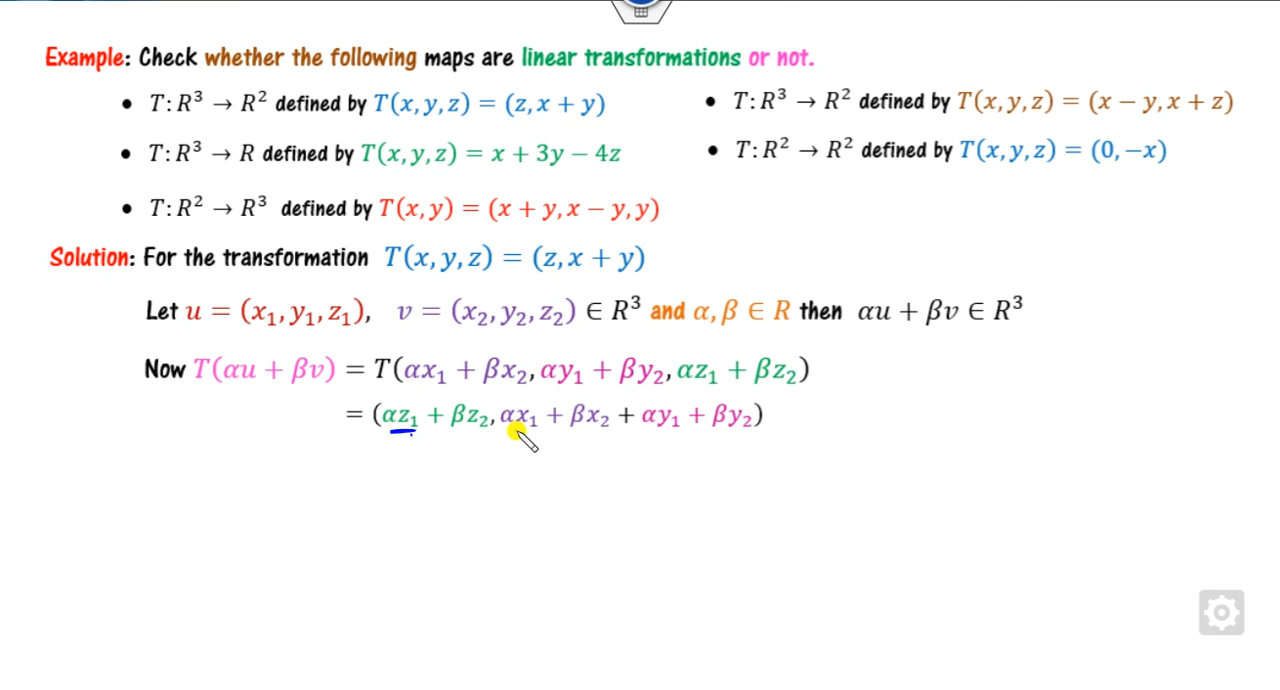 Example: Check whether the following maps are linear transformations or not.
• T: R³ → R² defined by T(x, y, z) = (z, x + y)
• T: R³ → R² defined by T(x, y, z) = (x − y, x + z)
• T: R³ → R defined by T(x, y, z) = x + 3y − 4z
• T: R² → R² defined by T(x, y, z) = (0, −x)
• T: R² → R³ defined by T(x, y) = (x + y, x − y, y)
Solution: For the transformation T(x, y, z) = (z, x + y)
Let u = (x₁, y₁, z₁), v = (x₂, y₂, z₂) ∈ R³ and α, β ∈ R then αu + βv ∈ R³
Now T(αu + βv) = T(αx₁ + βx₂, αy₁ + βy₂, αz₁ + βz₂)
= (αz₁ + βz₂, αx₁ + βx₂ + αy₁ + βy₂)